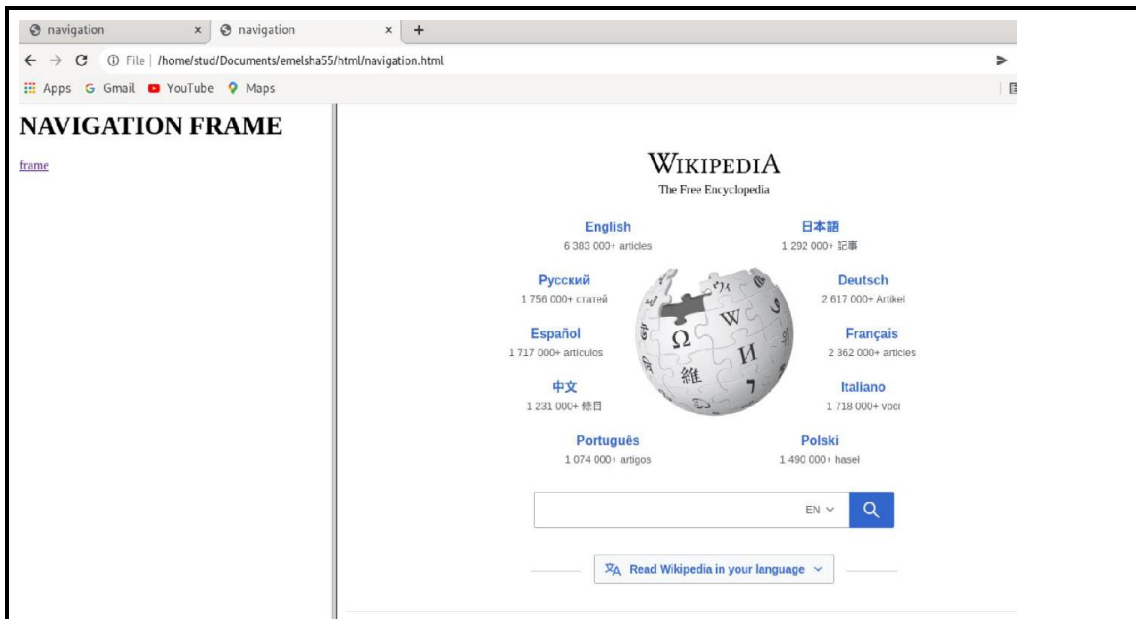 navigation x navigation x +
File | /home/stud/Documents/emelsha55/html/navigation.html
Apps G Gmail YouTube Maps
NAVIGATION FRAME
frame
WIKIPEDIA
The Free Encyclopedia
English 日本語
6 383 000+ articles 1 292 000+ 記事
Русский Deutsch
1 756 000+ статей 2 617 000+ Artikel
Español Français
1 717 000+ artículos 2 362 000+ articles
中文 Italiano
1 231 000+ 條目 1 718 000+ voci
Português Polski
1 074 000+ artigos 1 490 000+ haseł
Ω W И 維 7
EN
Read Wikipedia in your language